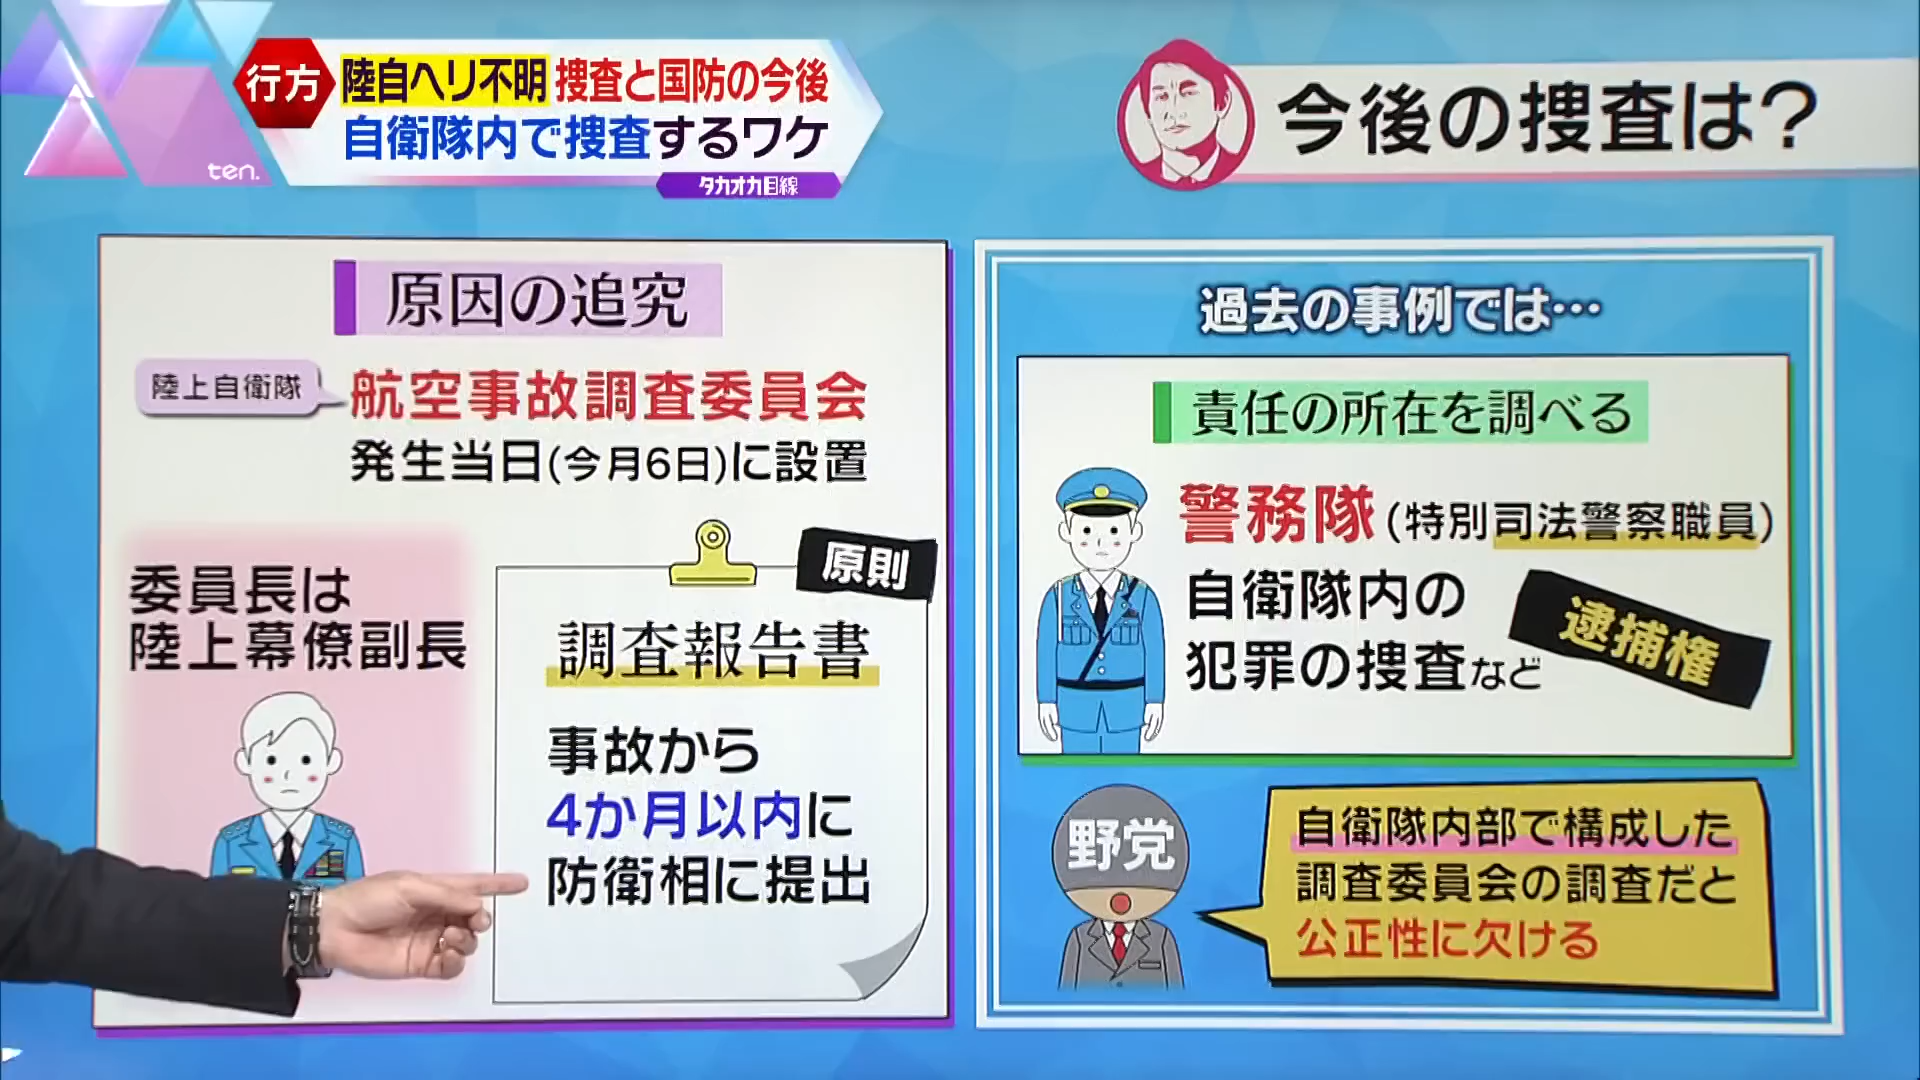 ten.
行方
陸自ヘリ不明 捜査と国防の今後
自衛隊内で捜査するワケ
タカオカ目線
今後の捜査は?
原因の追究
陸上自衛隊
航空事故調査委員会
発生当日(今月6日)に設置
委員長は
陸上幕僚副長
原則
調査報告書
事故から
4か月以内に
防衛相に提出
過去の事例では…
責任の所在を調べる
警務隊(特別司法警察職員)
自衛隊内の
犯罪の捜査など
逮捕権
野党
自衛隊内部で構成した
調査委員会の調査だと
公正性に欠ける